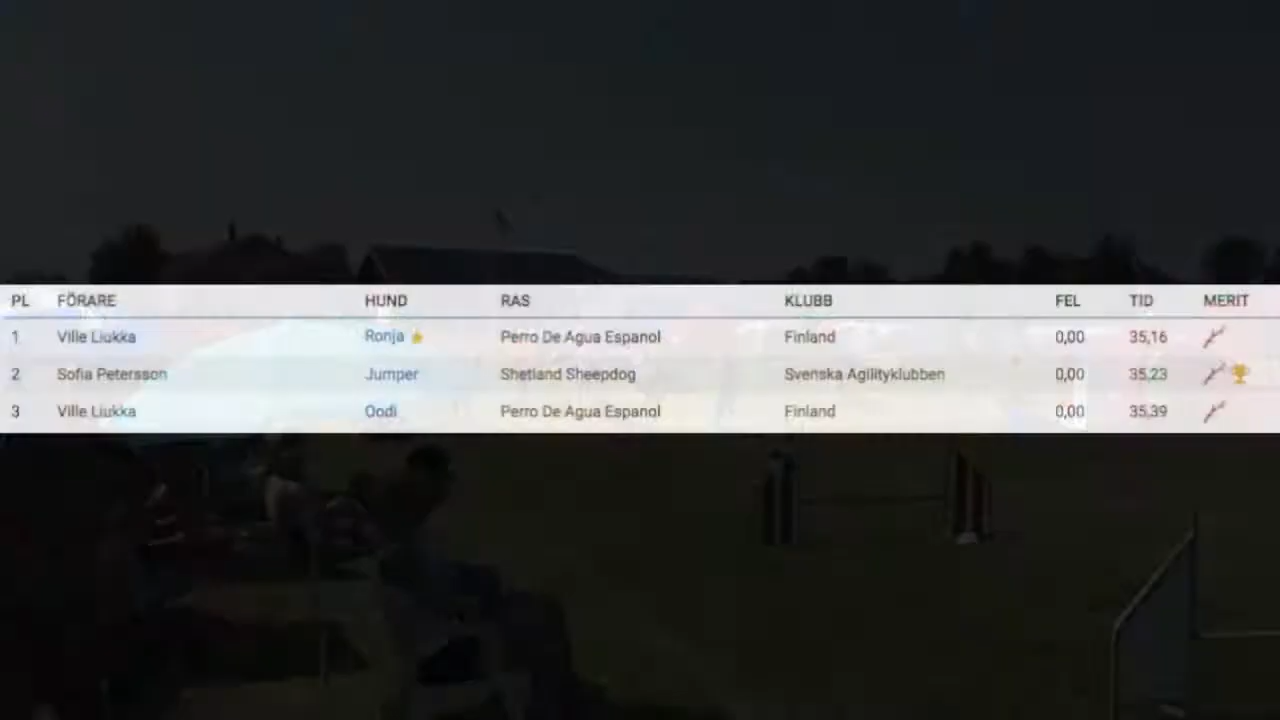 PL FÖRARE HUND RAS KLUBB FEL TID MERIT
1 Ville Liukka Ronja Perro De Agua Espanol Finland 0,00 35,16
2 Sofia Petersson Jumper Shetland Sheepdog Svenska Agilityklubben 0,00 35,23
3 Ville Liukka Oodi Perro De Agua Espanol Finland 0,00 35,39